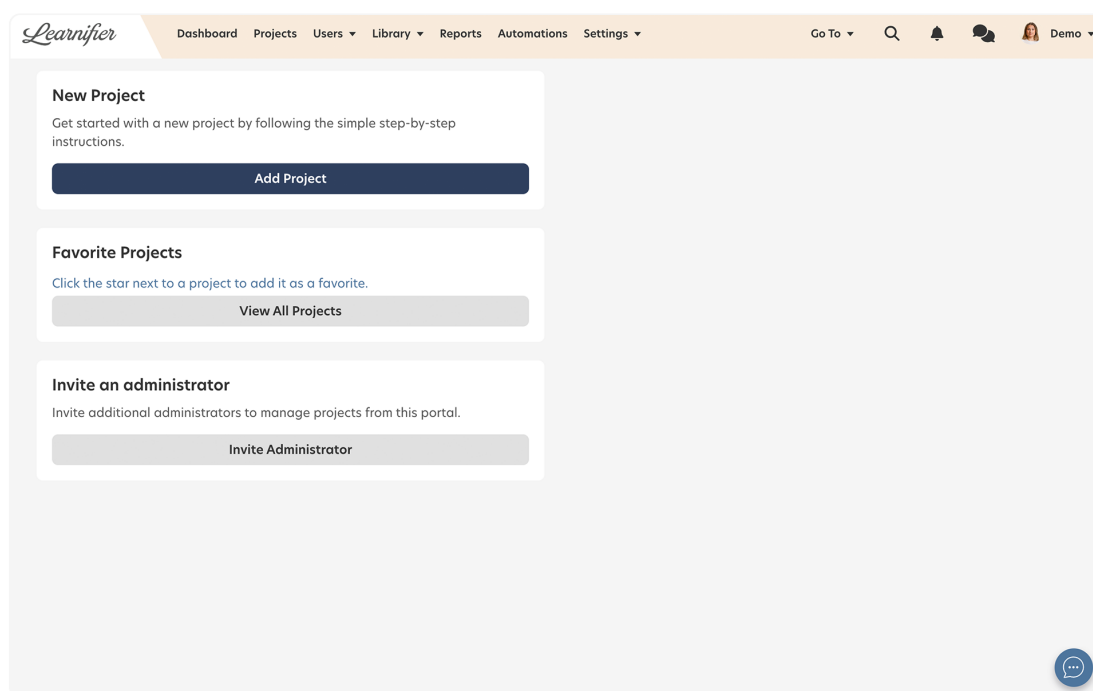 Learnifier
Dashboard Projects Users Library Reports Automations Settings Go To Demo
New Project
Get started with a new project by following the simple step-by-step
instructions.
Add Project
Favorite Projects
Click the star next to a project to add it as a favorite.
View All Projects
Invite an administrator
Invite additional administrators to manage projects from this portal.
Invite Administrator